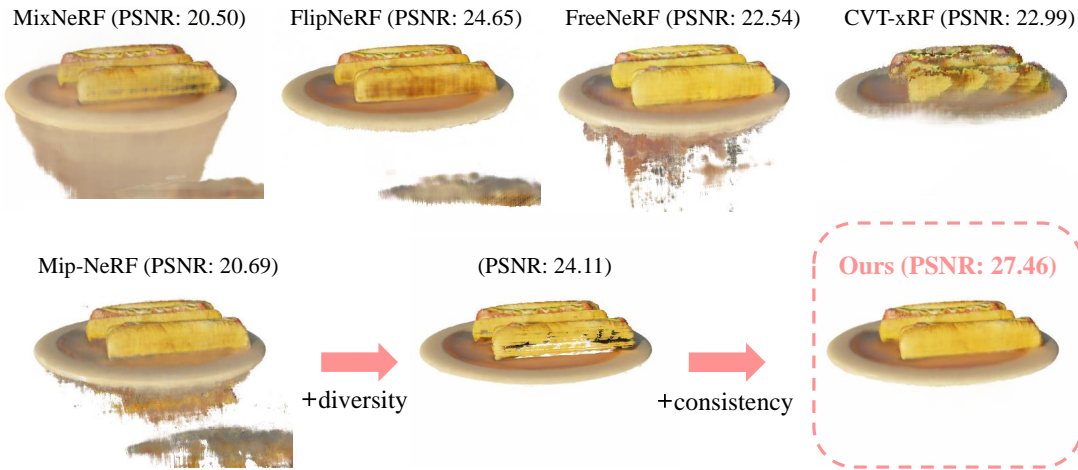 MixNeRF (PSNR: 20.50)
FlipNeRF (PSNR: 24.65)
FreeNeRF (PSNR: 22.54)
CVT-xRF (PSNR: 22.99)
Mip-NeRF (PSNR: 20.69)
(PSNR: 24.11)
Ours (PSNR: 27.46)
+diversity
+consistency